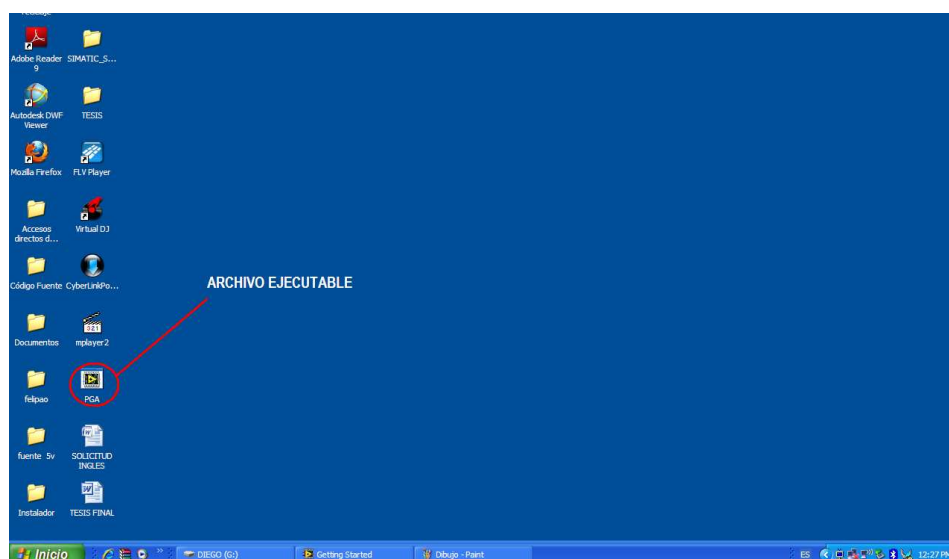 Adobe Reader
9
SIMATIC_S...
Autodesk DWF
Viewer
TESIS
Mozilla Firefox
FLV Player
Accesos
directos d...
Virtual DJ
Código Fuente
CyberLinkPo...
ARCHIVO EJECUTABLE
Documentos
321
mplayer2
felipao
PGA
fuente 5v
SOLICITUD
INGLES
Instalador
TESIS FINAL
Inicio
DIEGO (G:)
Getting Started
Dibujo - Paint
ES
12:27 PM